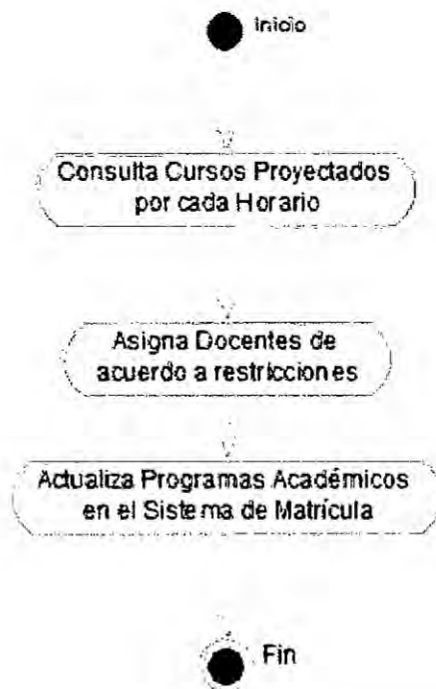 Inicio
Consulta Cursos Proyectados
por cada Horario
Asigna Docentes de
acuerdo a restricciones
Actualiza Programas Académicos
en el Sistema de Matrícula
Fin